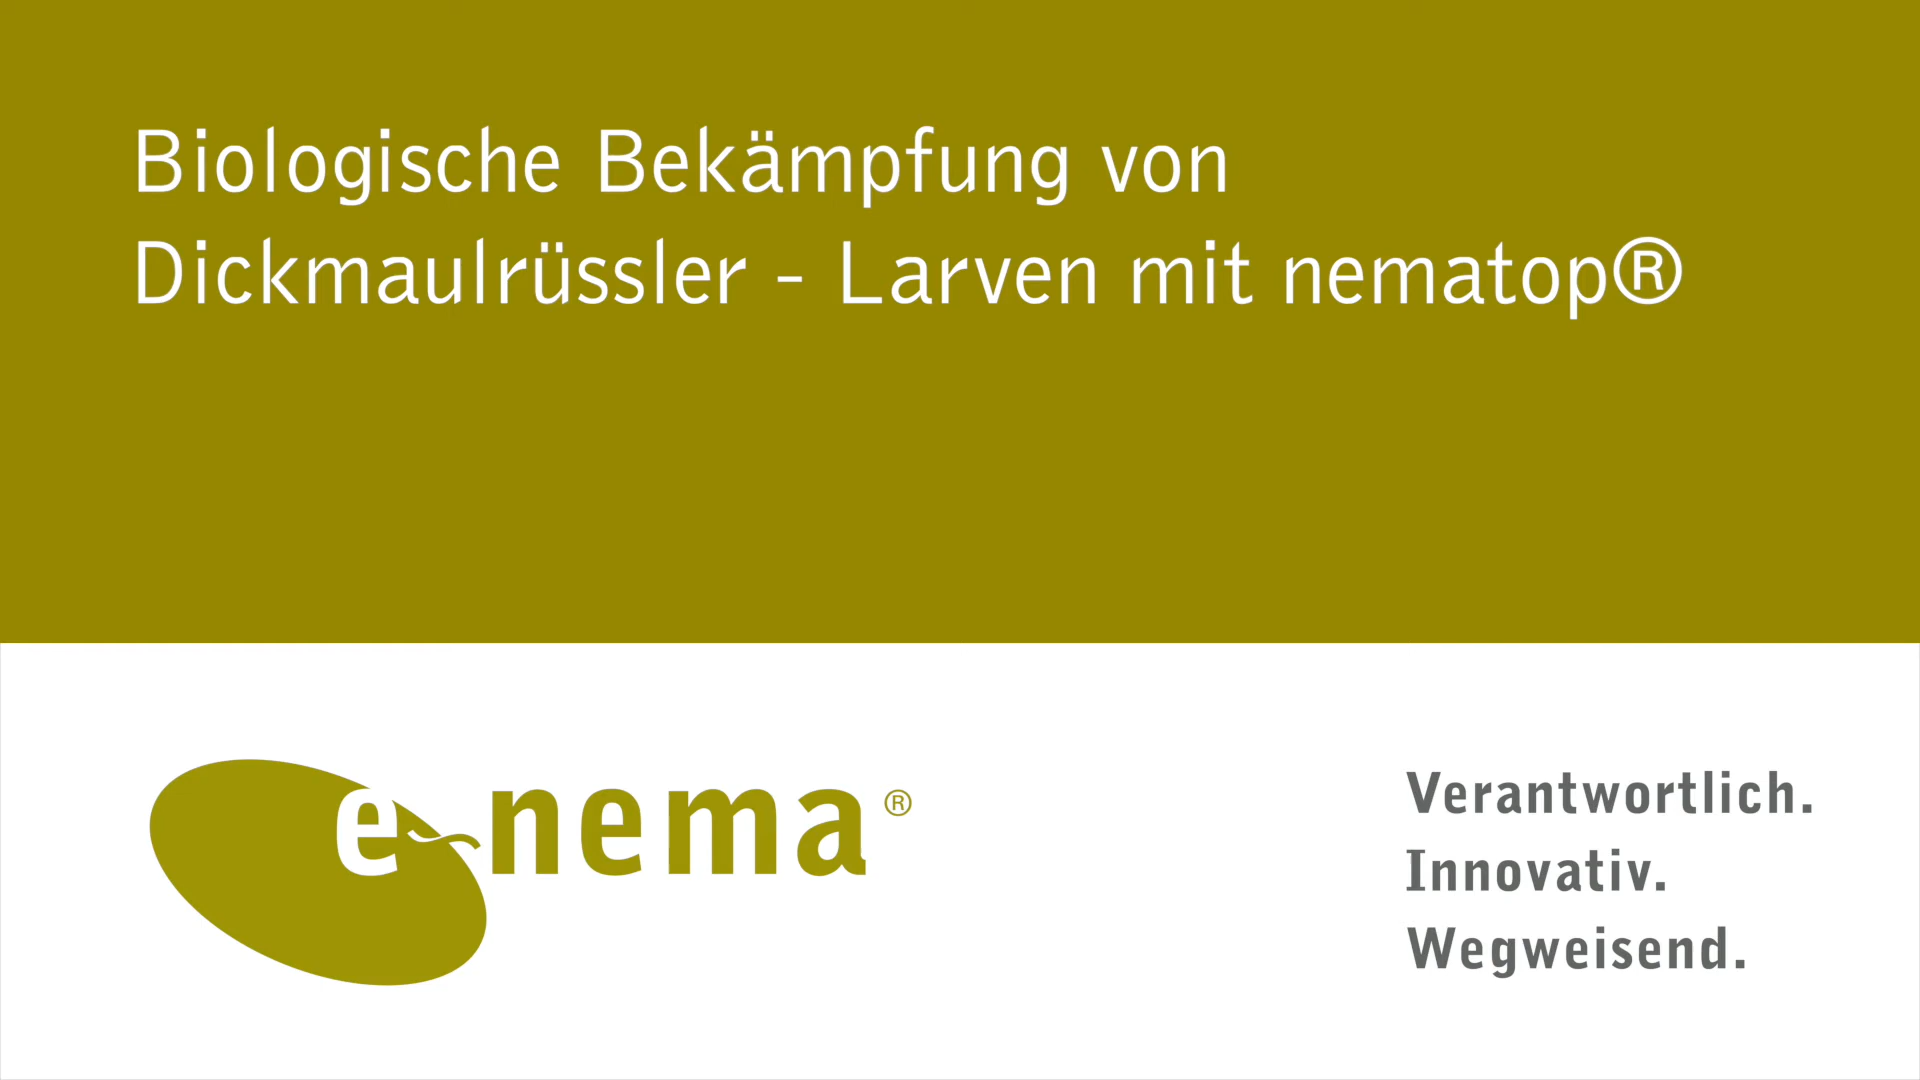 Biologische Bekämpfung von
Dickmaulrüssler - Larven mit nematop®
e~nema®
Verantwortlich.
Innovativ.
Wegweisend.